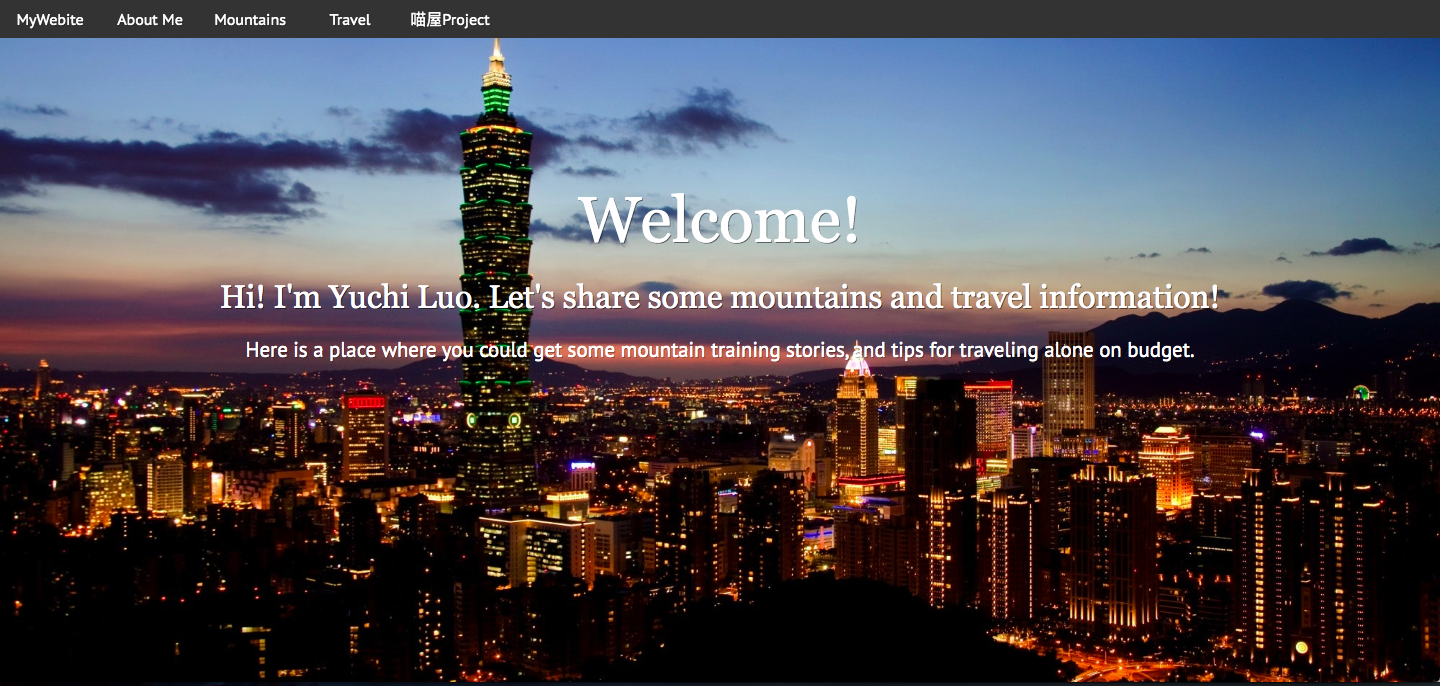 MyWebite About Me Mountains Travel 喵屋Project
Welcome!
Hi! I'm Yuchi Luo. Let's share some mountains and travel information!
Here is a place where you could get some mountain training stories, and tips for traveling alone on budget.